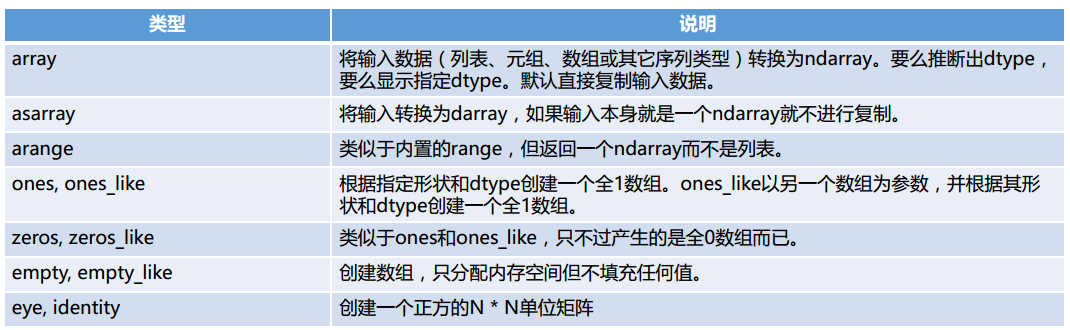 类型
说明
array
将输入数据（列表、元组、数组或其它序列类型）转换为ndarray。要么推断出dtype，
要么显示指定dtype。默认直接复制输入数据。
asarray
将输入转换为darray，如果输入本身就是一个ndarray就不进行复制。
arange
类似于内置的range，但返回一个ndarray而不是列表。
ones, ones_like
根据指定形状和dtype创建一个全1数组。ones_like以另一个数组为参数，并根据其形
状和dtype创建一个全1数组。
zeros, zeros_like
类似于ones和ones_like，只不过产生的是全0数组而已。
empty, empty_like
创建数组，只分配内存空间但不填充任何值。
eye, identity
创建一个正方的N * N单位矩阵